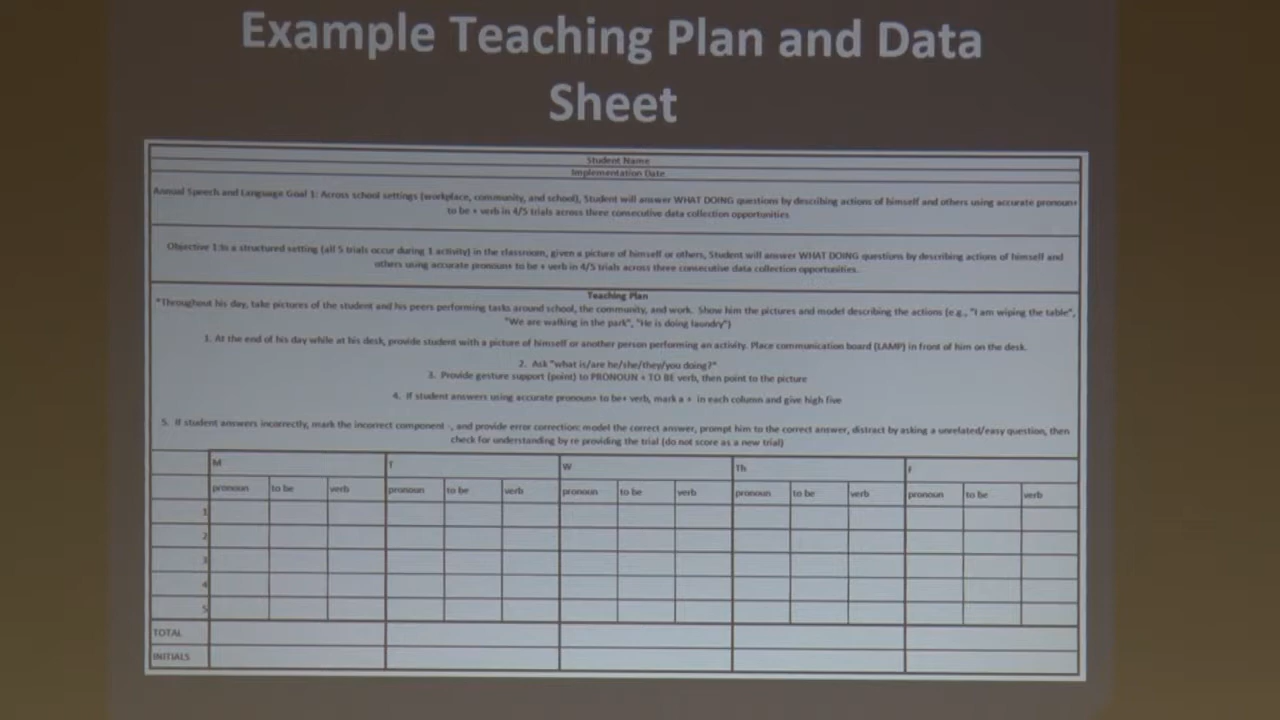 Example Teaching Plan and Data
Sheet
Student Name
Implementation Date
Annual Speech and Language Goal 1: Across school settings (workplace, community, and school), Student will answer WHAT DOING questions by describing actions of himself and others using accurate pronoun+
to be + verb in 4/5 trials across three consecutive data collection opportunities
Objective 1:In a structured setting (all 5 trials occur during 1 activity) in the classroom, given a picture of himself or others, Student will answer WHAT DOING questions by describing actions of himself and
others using accurate pronoun+ to be + verb in 4/5 trials across three consecutive data collection opportunities.
Teaching Plan
*Throughout his day, take pictures of the student and his peers performing tasks around school, the community, and work. Show him the pictures and model describing the actions (e.g., "I am wiping the table",
"We are walking in the park", "He is doing laundry")
1. At the end of his day while at his desk, provide student with a picture of himself or another person performing an activity. Place communication board (LAMP) in front of him on the desk.
2. Ask "what is/are he/she/they/you doing?"
3. Provide gesture support (point) to PRONOUN + TO BE verb, then point to the picture
4. If student answers using accurate pronoun+ to be+ verb, mark a + in each column and give high five
5. If student answers incorrectly, mark the incorrect component -, and provide error correction: model the correct answer, prompt him to the correct answer, distract by asking a unrelated/easy question, then
check for understanding by re providing the trial (do not score as a new trial)
M T W Th F
pronoun to be verb pronoun to be verb pronoun to be verb pronoun to be verb pronoun to be verb
1
2
3
4
5
TOTAL
INITIALS